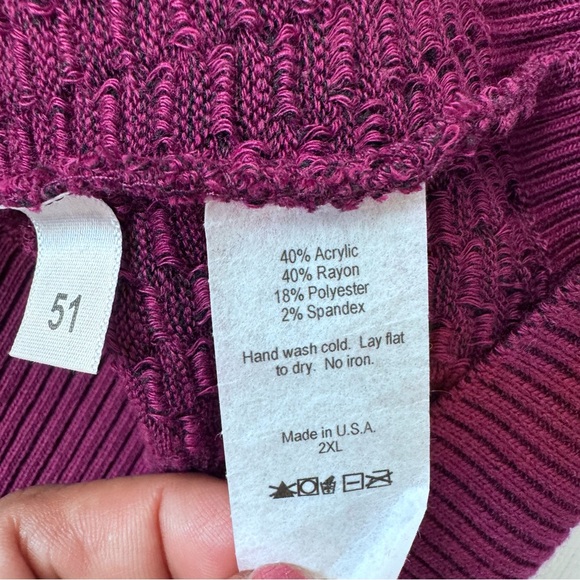 51
40% Acrylic
40% Rayon
18% Polyester
2% Spandex
Hand wash cold. Lay flat
to dry. No iron.
Made in U.S.A.
2XL